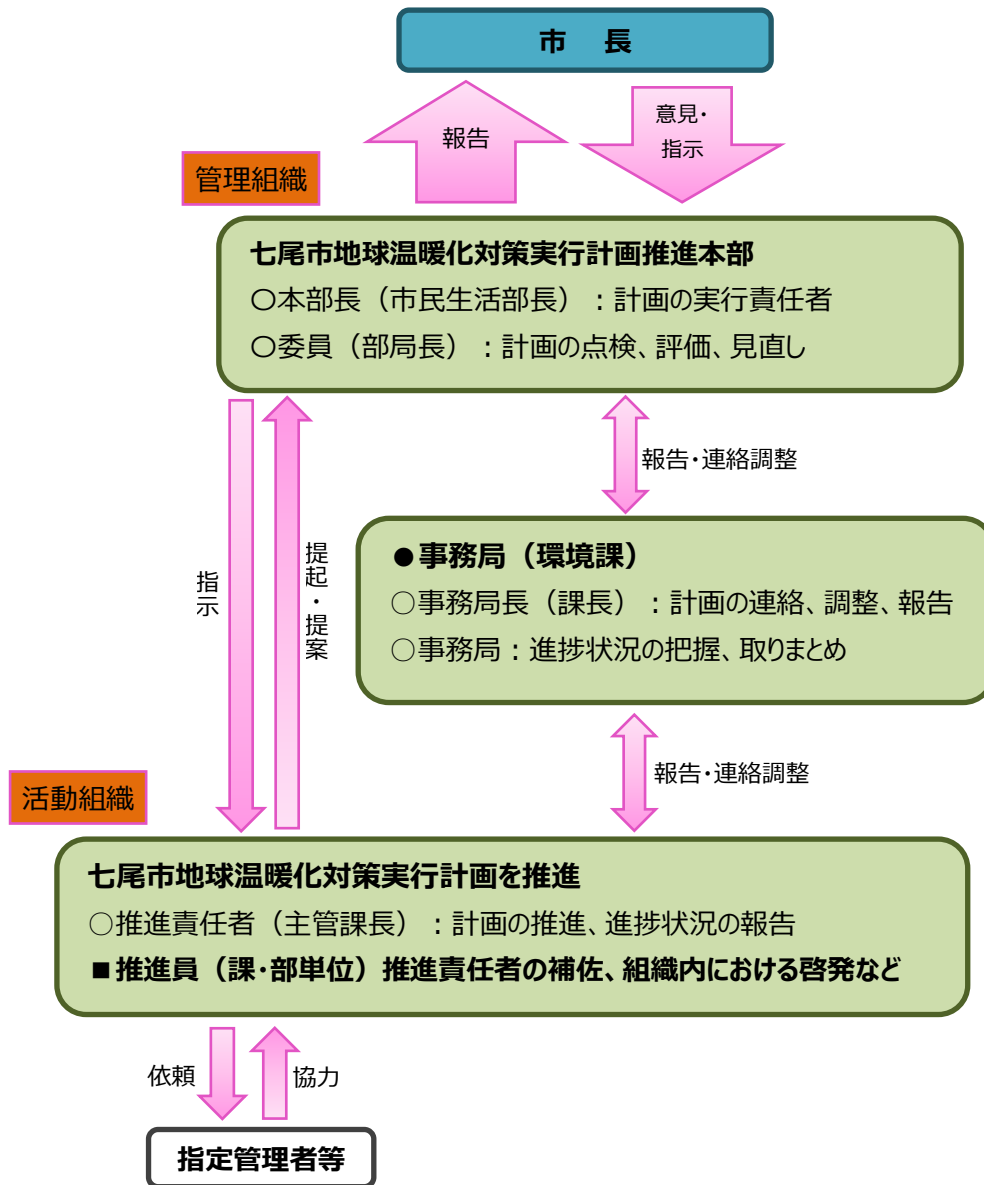 市　長
報告
意見・
指示
管理組織
七尾市地球温暖化対策実行計画推進本部
○本部長（市民生活部長）：計画の実行責任者
○委員（部局長）：計画の点検、評価、見直し
報告・連絡調整
指示
提起・提案
●事務局（環境課）
○事務局長（課長）：計画の連絡、調整、報告
○事務局：進捗状況の把握、取りまとめ
報告・連絡調整
活動組織
七尾市地球温暖化対策実行計画を推進
○推進責任者（主管課長）：計画の推進、進捗状況の報告
■推進員（課・部単位）推進責任者の補佐、組織内における啓発など
依頼
協力
指定管理者等